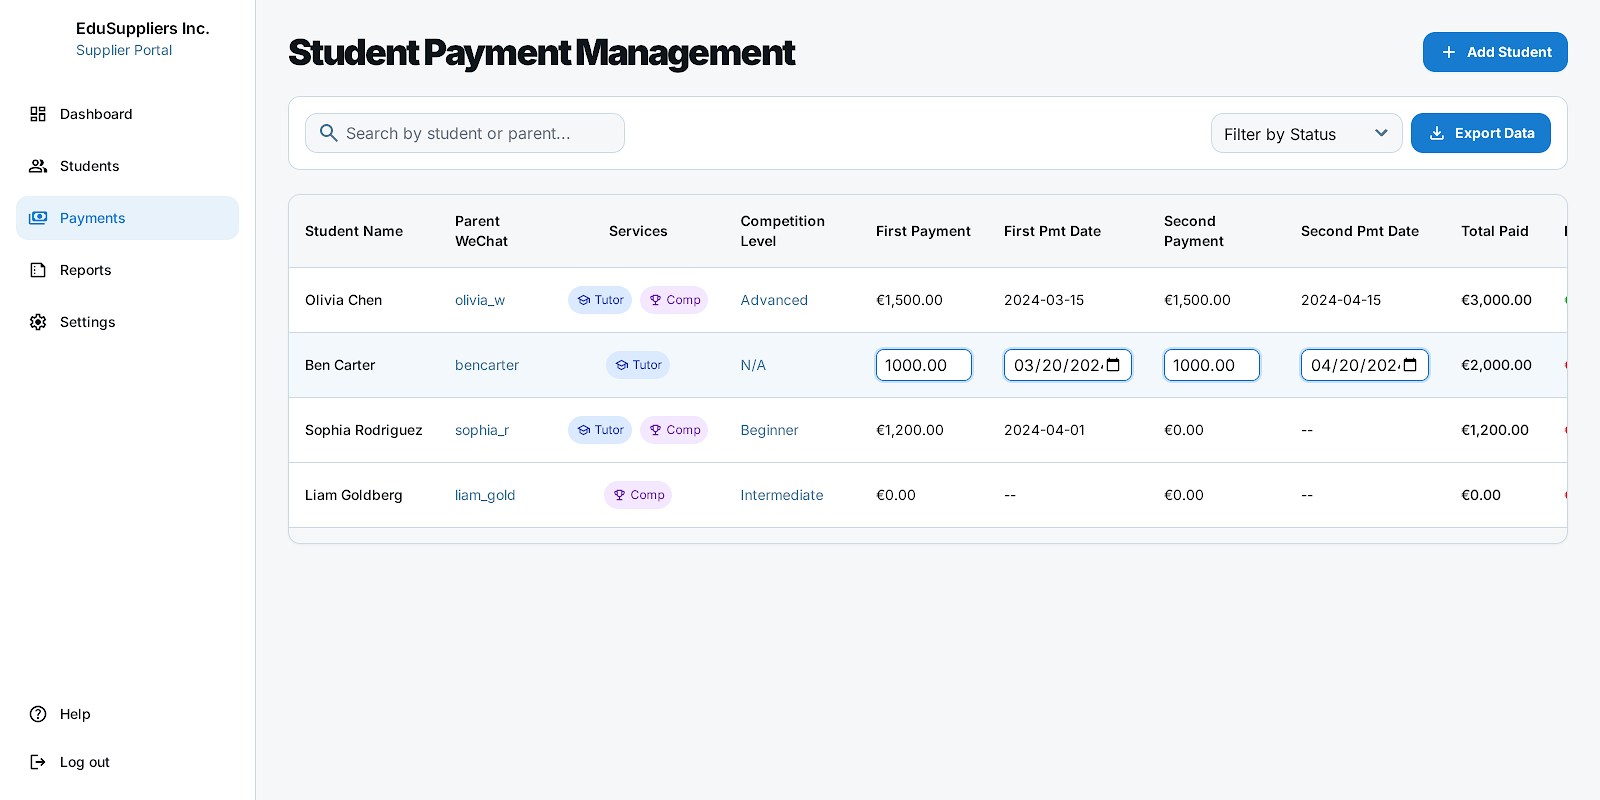 EduSuppliers Inc.
Supplier Portal
Dashboard
Students
Payments
Reports
Settings
Help
Log out
Student Payment Management
Add Student
Search by student or parent...
Filter by Status
Export Data
Student Name
Parent
WeChat
Services
Competition
Level
First Payment
First Pmt Date
Second
Payment
Second Pmt Date
Total Paid
Olivia Chen olivia_w Tutor Comp Advanced €1,500.00 2024-03-15 €1,500.00 2024-04-15 €3,000.00
Ben Carter bencarter Tutor N/A 1000.00 03/20/202 1000.00 04/20/202 €2,000.00
Sophia Rodriguez sophia_r Tutor Comp Beginner €1,200.00 2024-04-01 €0.00 -- €1,200.00
Liam Goldberg liam_gold Comp Intermediate €0.00 -- €0.00 -- €0.00